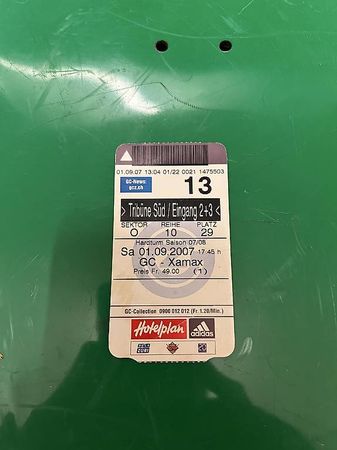 01.09.07 13:04 01/22 0021 1475503
GC-News:
gcz.ch
13
Tribüne Süd / Eingang 2+3
SEKTOR REIHE PLATZ
O 10 29
Hardturm Saison 07/08
Sa 01.09.2007 17:45 h
GC - Xamax
Preis Fr. 49.00 (1)
GC-Collection 0900 012 012 (Fr. 1.20/Min.)
Hotelplan
adidas